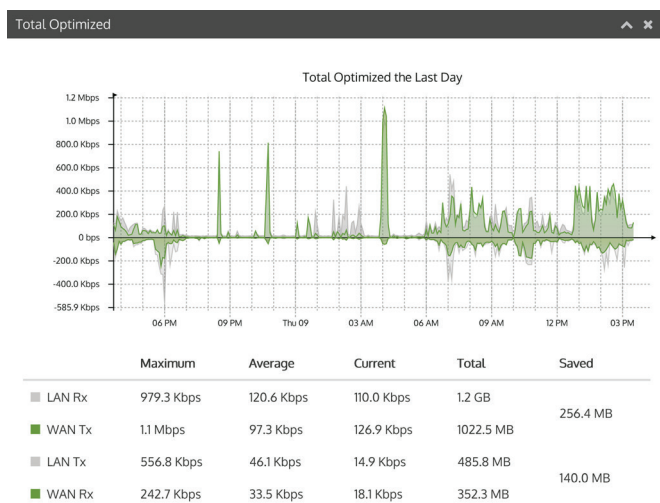 Total Optimized
Total Optimized the Last Day
1.2 Mbps
1.0 Mbps
800.0 Kbps
600.0 Kbps
400.0 Kbps
200.0 Kbps
0 bps
-200.0 Kbps
-400.0 Kbps
-585.9 Kbps
06 PM 09 PM Thu 09 03 AM 06 AM 09 AM 12 PM 03 PM
Maximum Average Current Total Saved
LAN Rx 979.3 Kbps 120.6 Kbps 110.0 Kbps 1.2 GB
256.4 MB
WAN Tx 1.1 Mbps 97.3 Kbps 126.9 Kbps 1022.5 MB
LAN Tx 556.8 Kbps 46.1 Kbps 14.9 Kbps 485.8 MB
140.0 MB
WAN Rx 242.7 Kbps 33.5 Kbps 18.1 Kbps 352.3 MB